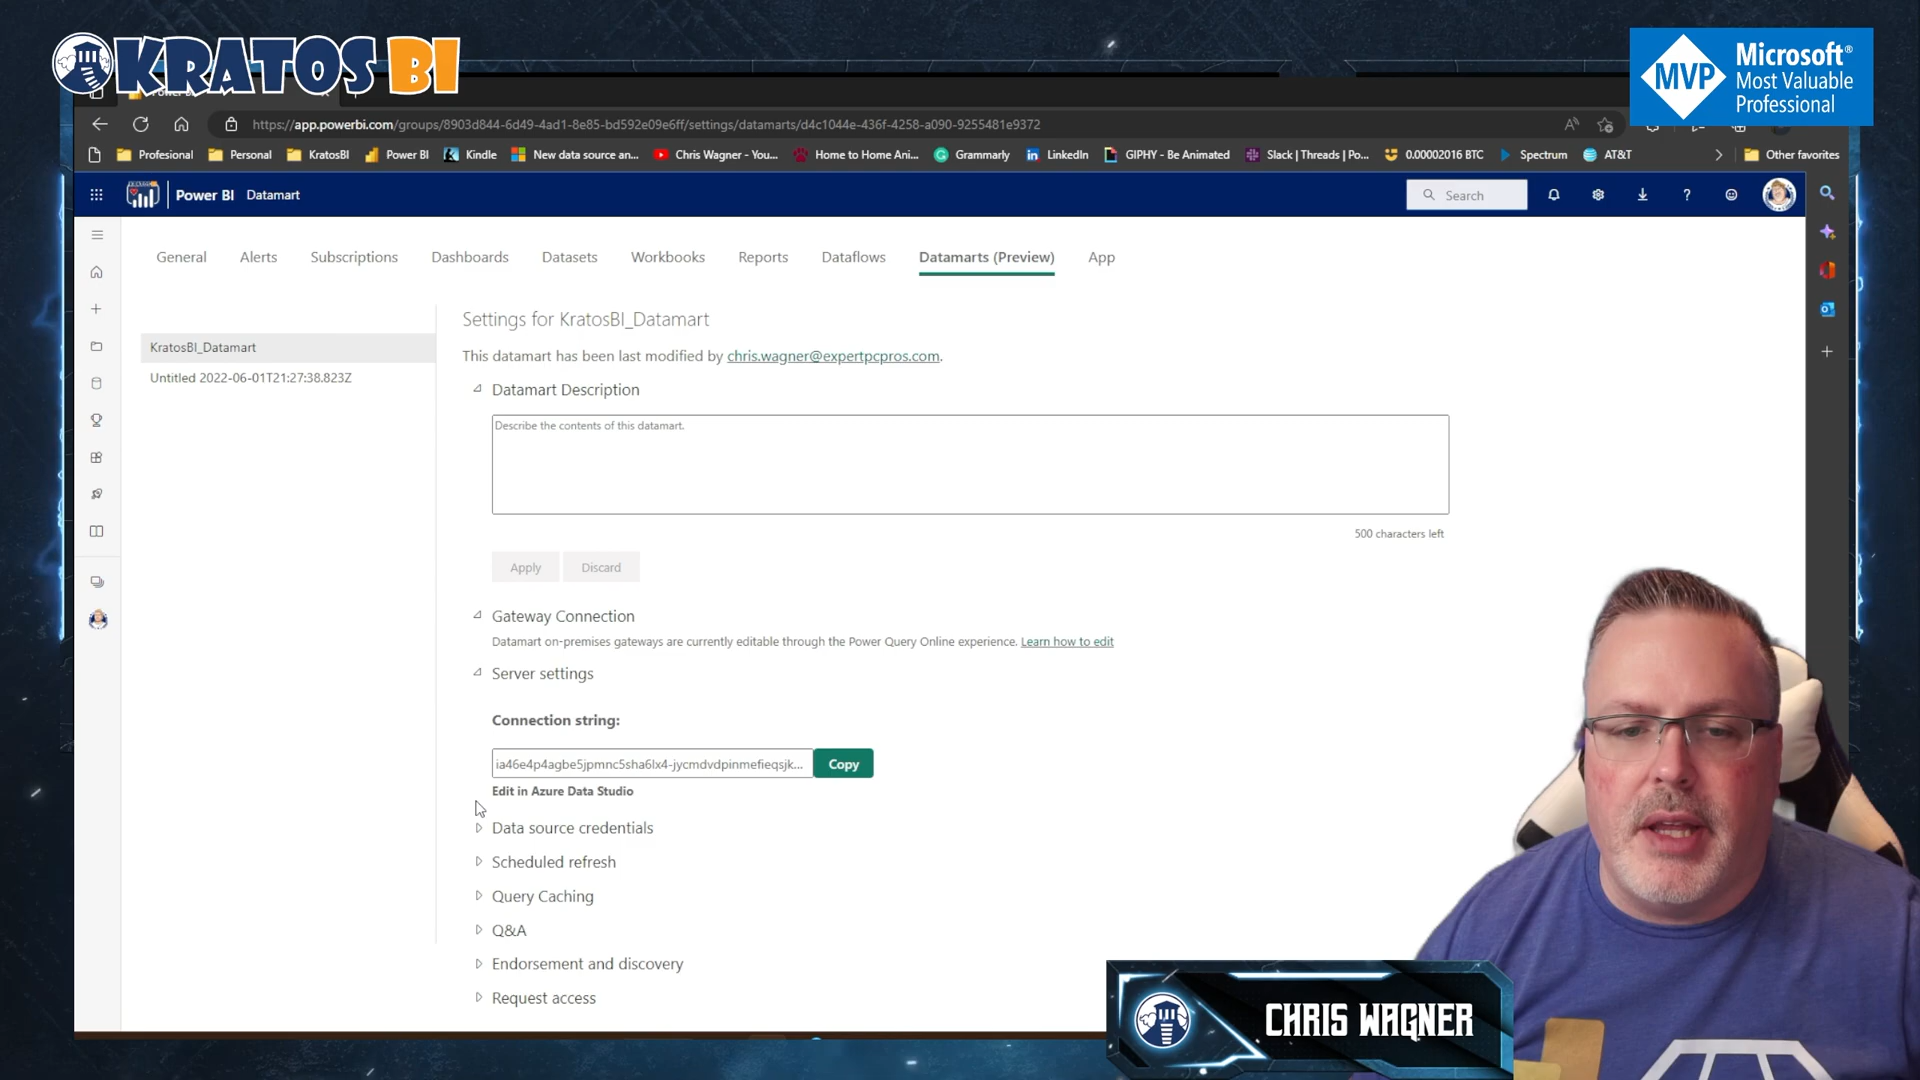 KRATOS BI
MVP
Microsoft®
Most Valuable
Professional
https://app.powerbi.com/groups/8903d844-6d49-4ad1-8e85-bd592e09e6ff/settings/datamarts/d4c1044e-436f-4258-a090-9255481e9372
Profesional Personal KratosBI Power BI Kindle New data source an... Chris Wagner - You... Home to Home Ani... Grammarly LinkedIn GIPHY - Be Animated Slack | Threads | Po... 0.00002016 BTC Spectrum AT&T Other favorites
Power BI Datamart Search
General Alerts Subscriptions Dashboards Datasets Workbooks Reports Dataflows Datamarts (Preview) App
KratosBI_Datamart
Untitled 2022-06-01T21:27:38.823Z
Settings for KratosBI_Datamart
This datamart has been last modified by chris.wagner@expertpcpros.com.
Datamart Description
Describe the contents of this datamart.
500 characters left
Apply Discard
Gateway Connection
Datamart on-premises gateways are currently editable through the Power Query Online experience. Learn how to edit
Server settings
Connection string:
ia46e4p4agbe5jpmnc5sha6lx4-jycmdvdpinmefieqsjk... Copy
Edit in Azure Data Studio
Data source credentials
Scheduled refresh
Query Caching
Q&A
Endorsement and discovery
Request access
CHRIS WAGNER